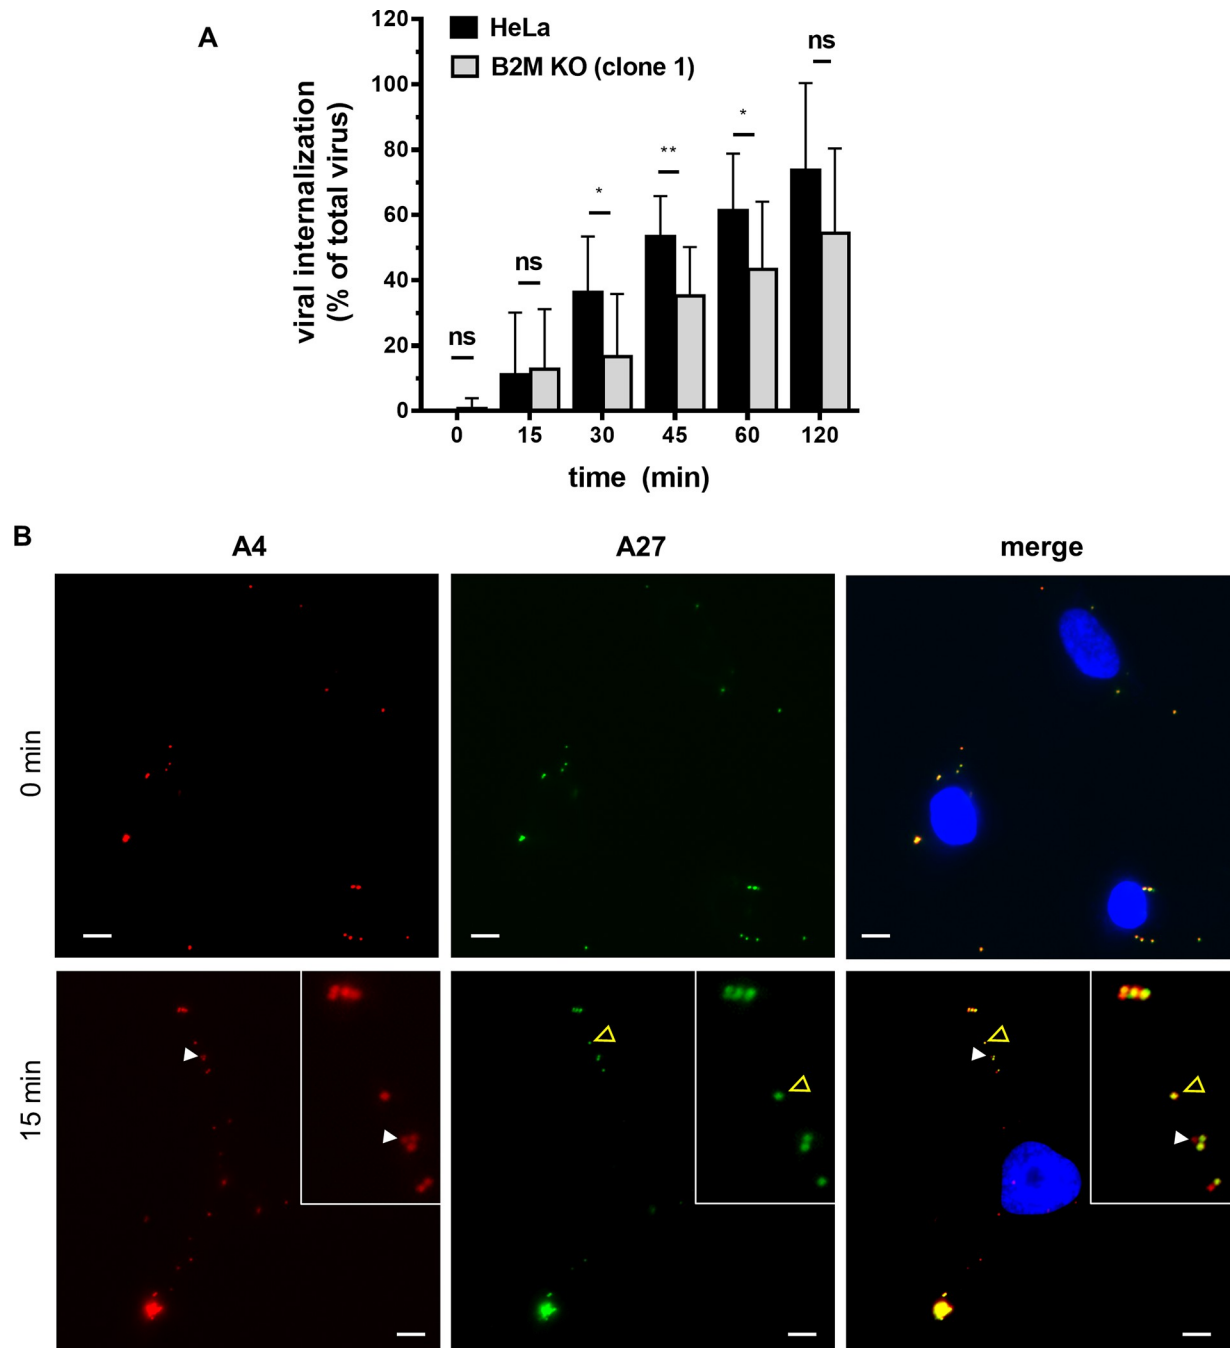 A
HeLa
B2M KO (clone 1)
viral internalization
(% of total virus)
120
100
80
60
40
20
0
ns
ns
*
**
*
ns
0 15 30 45 60 120
time (min)
B
A4 A27 merge
0 min
15 min